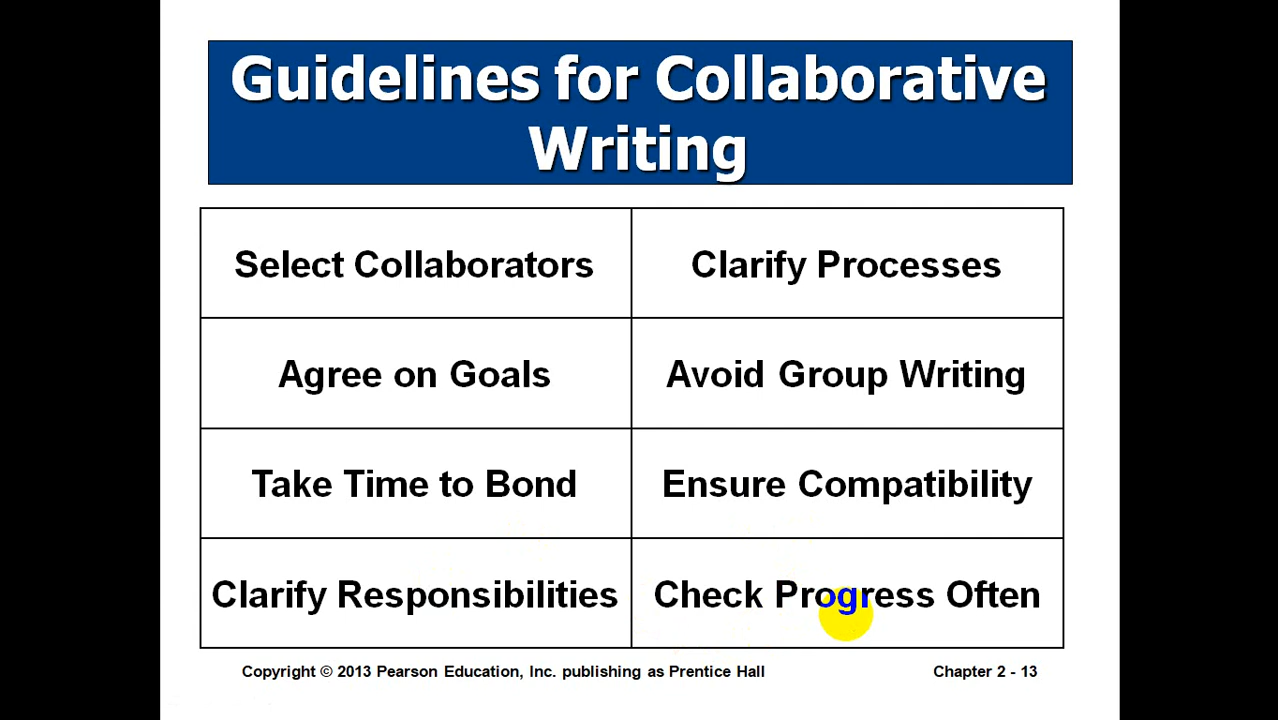 Guidelines for Collaborative
Writing
Select Collaborators
Clarify Processes
Agree on Goals
Avoid Group Writing
Take Time to Bond
Ensure Compatibility
Clarify Responsibilities
Check Progress Often
Copyright © 2013 Pearson Education, Inc. publishing as Prentice Hall
Chapter 2 - 13